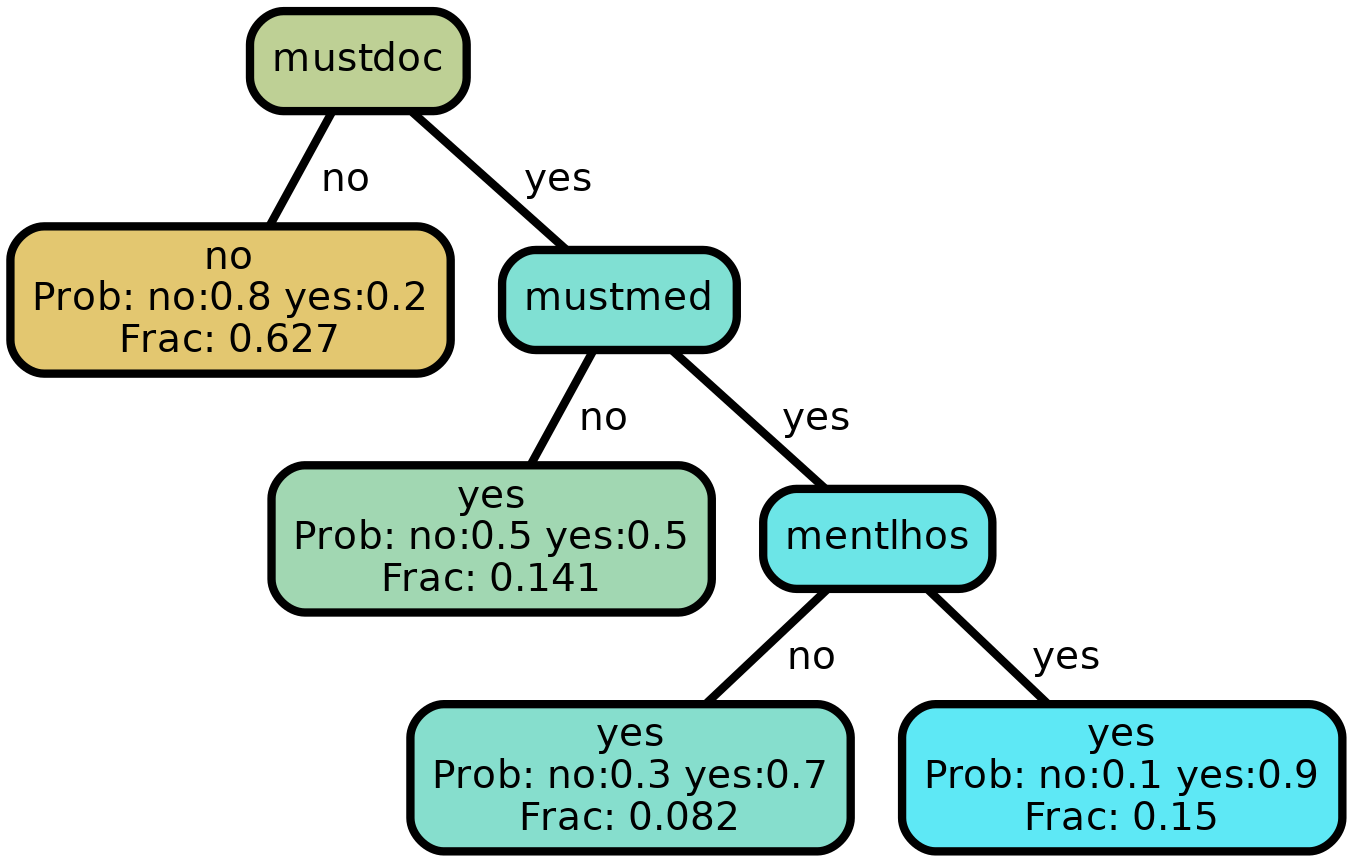 mustdoc
no
yes
no
Prob: no:0.8 yes:0.2
Frac: 0.627
mustmed
no
yes
yes
Prob: no:0.5 yes:0.5
Frac: 0.141
mentlhos
no
yes
yes
Prob: no:0.3 yes:0.7
Frac: 0.082
yes
Prob: no:0.1 yes:0.9
Frac: 0.15